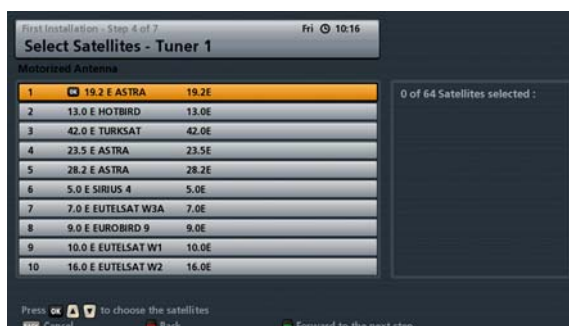 First Installation - Step 4 of 7 Fri 10:16
Select Satellites - Tuner 1
Motorized Antenna
1 OK 19.2 E ASTRA 19.2E
2 13.0 E HOTBIRD 13.0E
3 42.0 E TURKSAT 42.0E
4 23.5 E ASTRA 23.5E
5 28.2 E ASTRA 28.2E
6 5.0 E SIRIUS 4 5.0E
7 7.0 E EUTELSAT W3A 7.0E
8 9.0 E EUROBIRD 9 9.0E
9 10.0 E EUTELSAT W1 10.0E
10 16.0 E EUTELSAT W2 16.0E
0 of 64 Satellites selected :
Press OK to choose the satellites
Cancel Back Forward to the next step